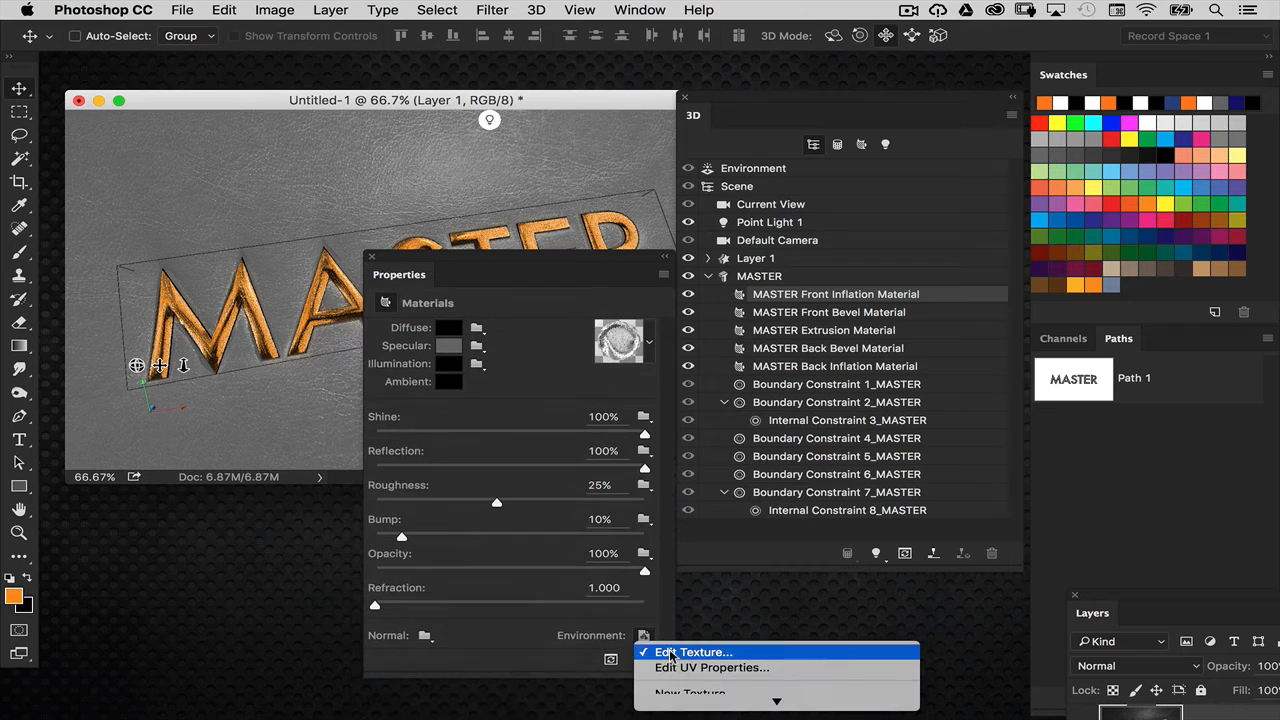 Photoshop CC File Edit Image Layer Type Select Filter 3D View Window Help
Auto-Select: Group Show Transform Controls 3D Mode: Record Space 1
Untitled-1 @ 66.7% (Layer 1, RGB/8) *
MASTER
66.67% Doc: 6.87M/6.87M
Properties
Materials
Diffuse:
Specular:
Illumination:
Ambient:
Shine: 100%
Reflection: 100%
Roughness: 25%
Bump: 10%
Opacity: 100%
Refraction: 1.000
Normal: Environment:
Edit Texture...
Edit UV Properties...
New Texture
3D
Environment
Scene
Current View
Point Light 1
Default Camera
Layer 1
MASTER
MASTER Front Inflation Material
MASTER Front Bevel Material
MASTER Extrusion Material
MASTER Back Bevel Material
MASTER Back Inflation Material
Boundary Constraint 1_MASTER
Boundary Constraint 2_MASTER
Internal Constraint 3_MASTER
Boundary Constraint 4_MASTER
Boundary Constraint 5_MASTER
Boundary Constraint 6_MASTER
Boundary Constraint 7_MASTER
Internal Constraint 8_MASTER
Swatches
Channels Paths
MASTER Path 1
Layers
Kind
Normal Opacity: 100%
Lock: Fill: 100%